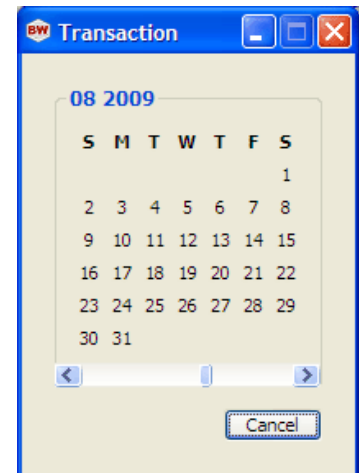 BW Transaction
08 2009
S M T W T F S
1
2 3 4 5 6 7 8
9 10 11 12 13 14 15
16 17 18 19 20 21 22
23 24 25 26 27 28 29
30 31
Cancel